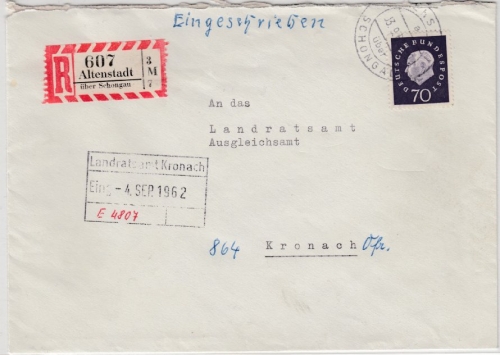 Eingeschrieben
R
607
Altenstadt
über Schongau
3
M
7
DEUTSCHE BUNDESPOST
70
SCHONGAU
An das
Landratsamt
Ausgleichsamt
Landratsamt Kronach
Eing - 4. SEP. 1962
E 4807
864
Kronach